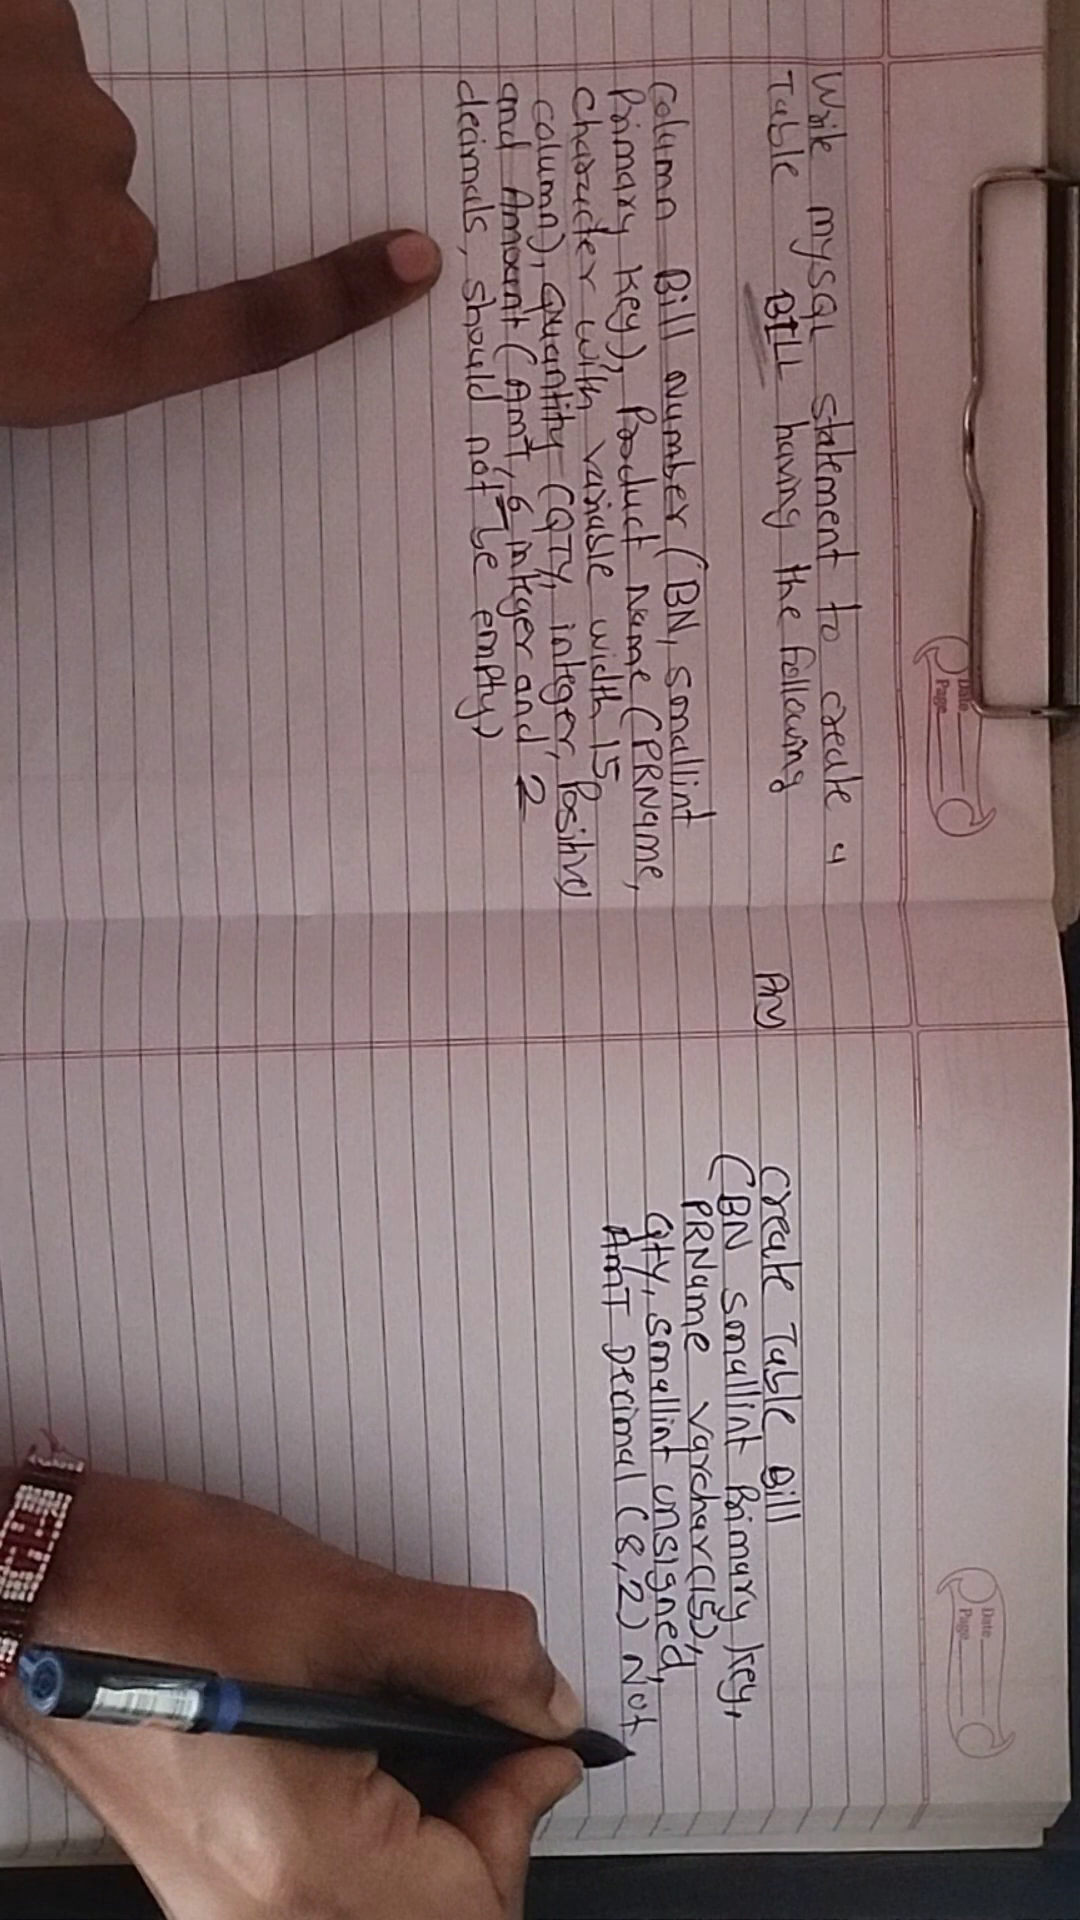 Date
Page
Write mysQL statement to create a
Table BILL having the following
Column Bill Number (BN, smallint
Primary key), Product Name (PRName,
character with variable width 15
column), quantity (QTY, integer, Positive)
and Amount (AmT, 6 integer and 2
decimals, should not be empty)
Date
Page
Ans
Create Table Bill
(BN smallint Primary key,
PRName varchar(15),
Qty, smallint unsigned,
AmT Decimal (8,2) Not